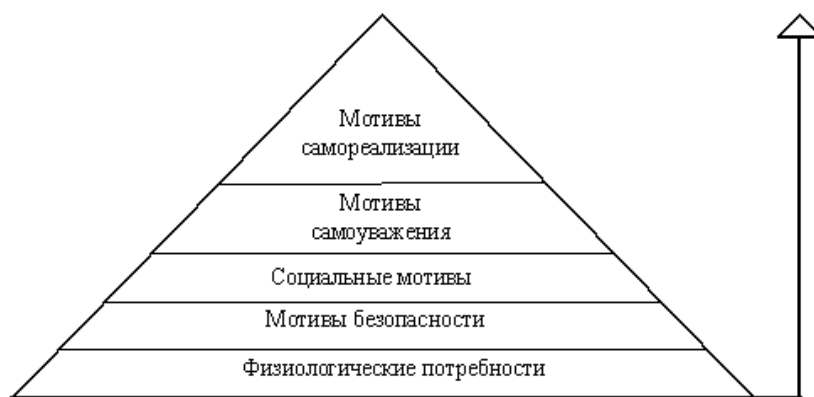 Мотивы
самореализации
Мотивы
самоуважения
Социальные мотивы
Мотивы безопасности
Физиологические потребности